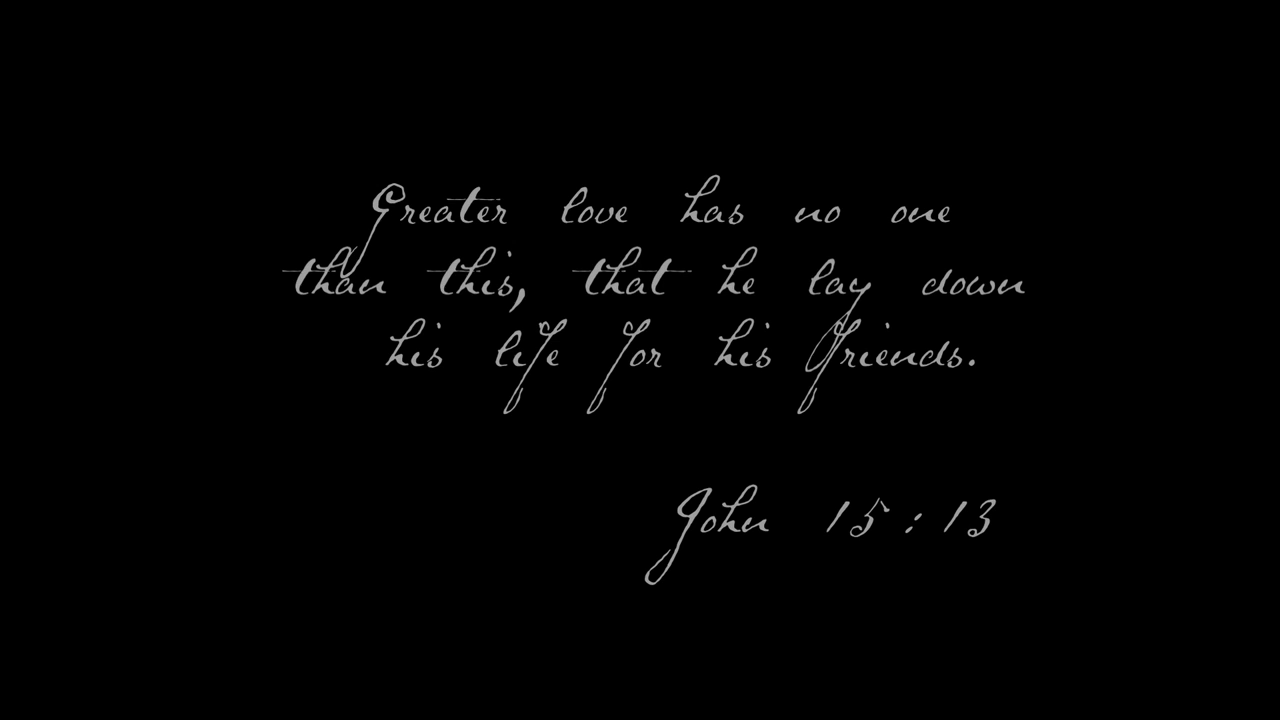 Greater love has no one
than this, that he lay down
his life for his friends.
John 15:13